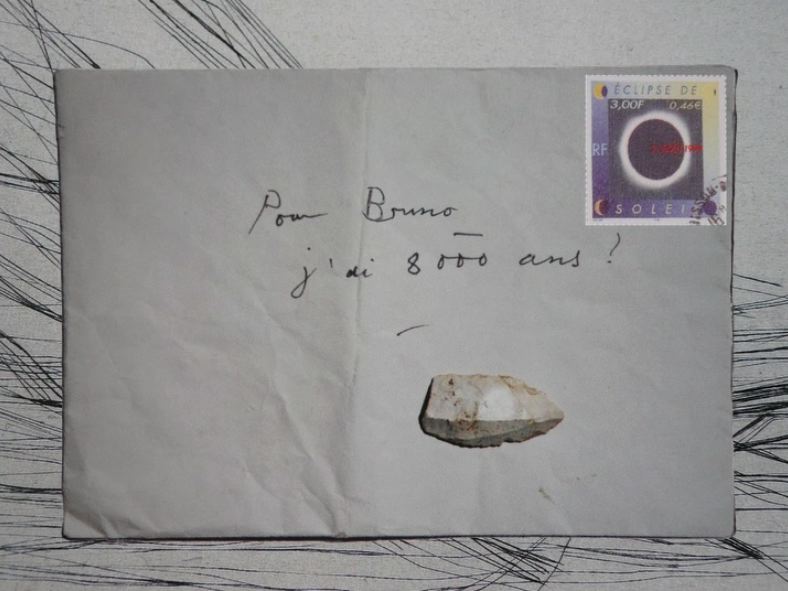 ÉCLIPSE DE
3,00F 0,46€
RF
SOLEIL
Pour Bruno
j'ai 8000 ans !